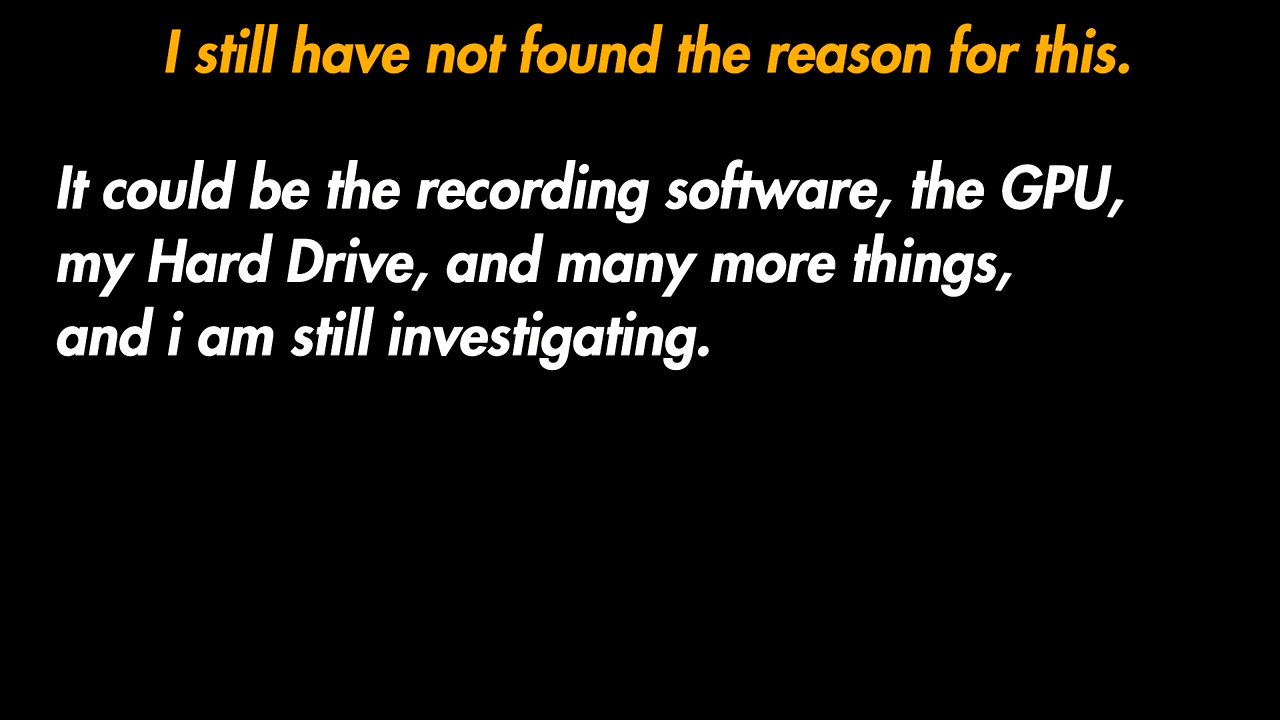 I still have not found the reason for this.
It could be the recording software, the GPU,
my Hard Drive, and many more things,
and i am still investigating.